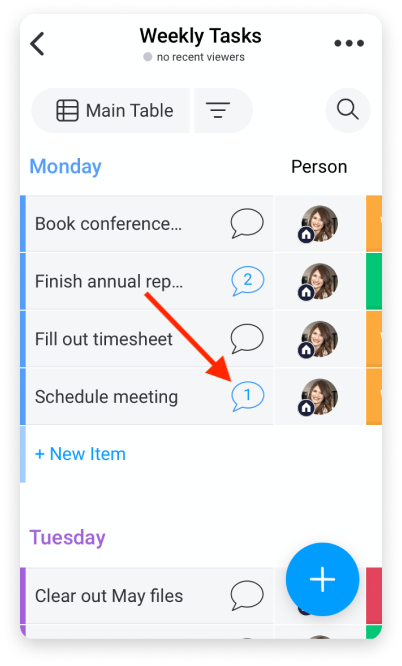 Weekly Tasks
no recent viewers
Main Table
Monday
Person
Book conference...
Finish annual rep...
2
Fill out timesheet
Schedule meeting
1
+ New Item
Tuesday
Clear out May files